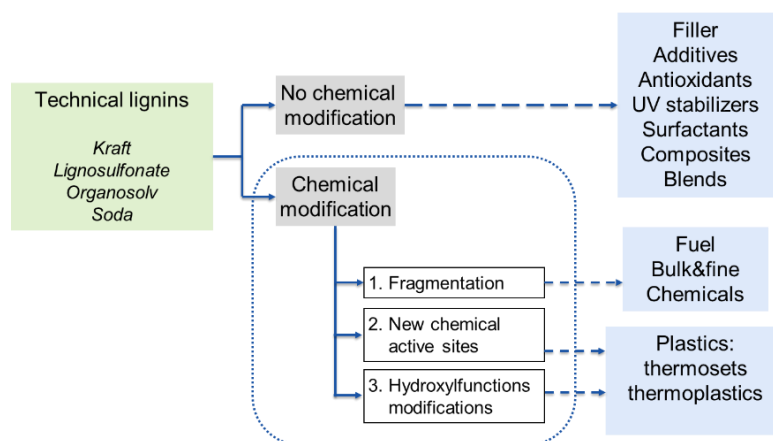 Technical lignins
Kraft
Lignosulfonate
Organosolv
Soda
No chemical
modification
Filler
Additives
Antioxidants
UV stabilizers
Surfactants
Composites
Blends
Chemical
modification
1. Fragmentation
Fuel
Bulk&fine
Chemicals
2. New chemical
active sites
3. Hydroxylfunctions
modifications
Plastics:
thermosets
thermoplastics